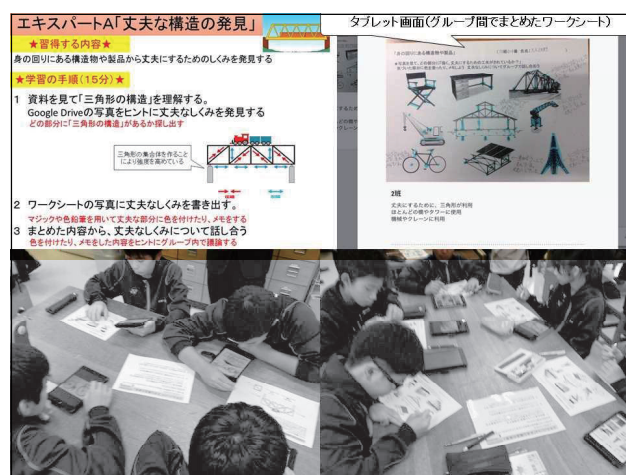 エキスパートA「丈夫な構造の発見」
★習得する内容★
身の回りにある構造物や製品から丈夫にするためのしくみを発見する
★学習の手順(15分)★
1 資料を見て「三角形の構造」を理解する。
Google Driveの写真をヒントに丈夫なしくみを発見する
どの部分に「三角形の構造」があるか探し出す
三角形の集合体を作ること
により強度を高めている
2 ワークシートの写真に丈夫なしくみを書き出す。
マジックや色鉛筆を用いて丈夫な部分に色を付けたり、メモをする
3 まとめた内容から、丈夫なしくみについて話し合う
色を付けたり、メモした内容をヒントにグループ内で議論する
タブレット画面(グループ間でまとめたワークシート)
「身の回りにある構造物や製品」
2班
丈夫にするために、三角形が利用
ほとんどの橋やタワーに使用
機械やクレーンに利用